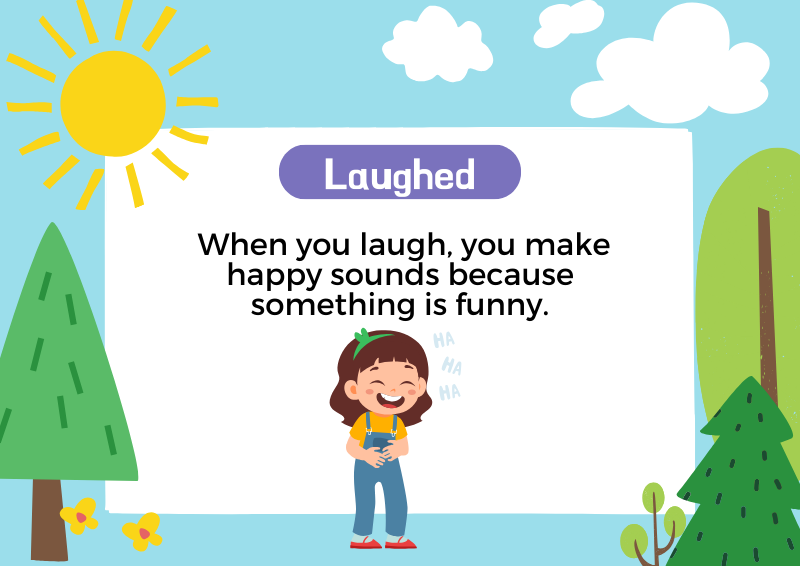 Laughed
When you laugh, you make
happy sounds because
something is funny.
HA
HA
HA